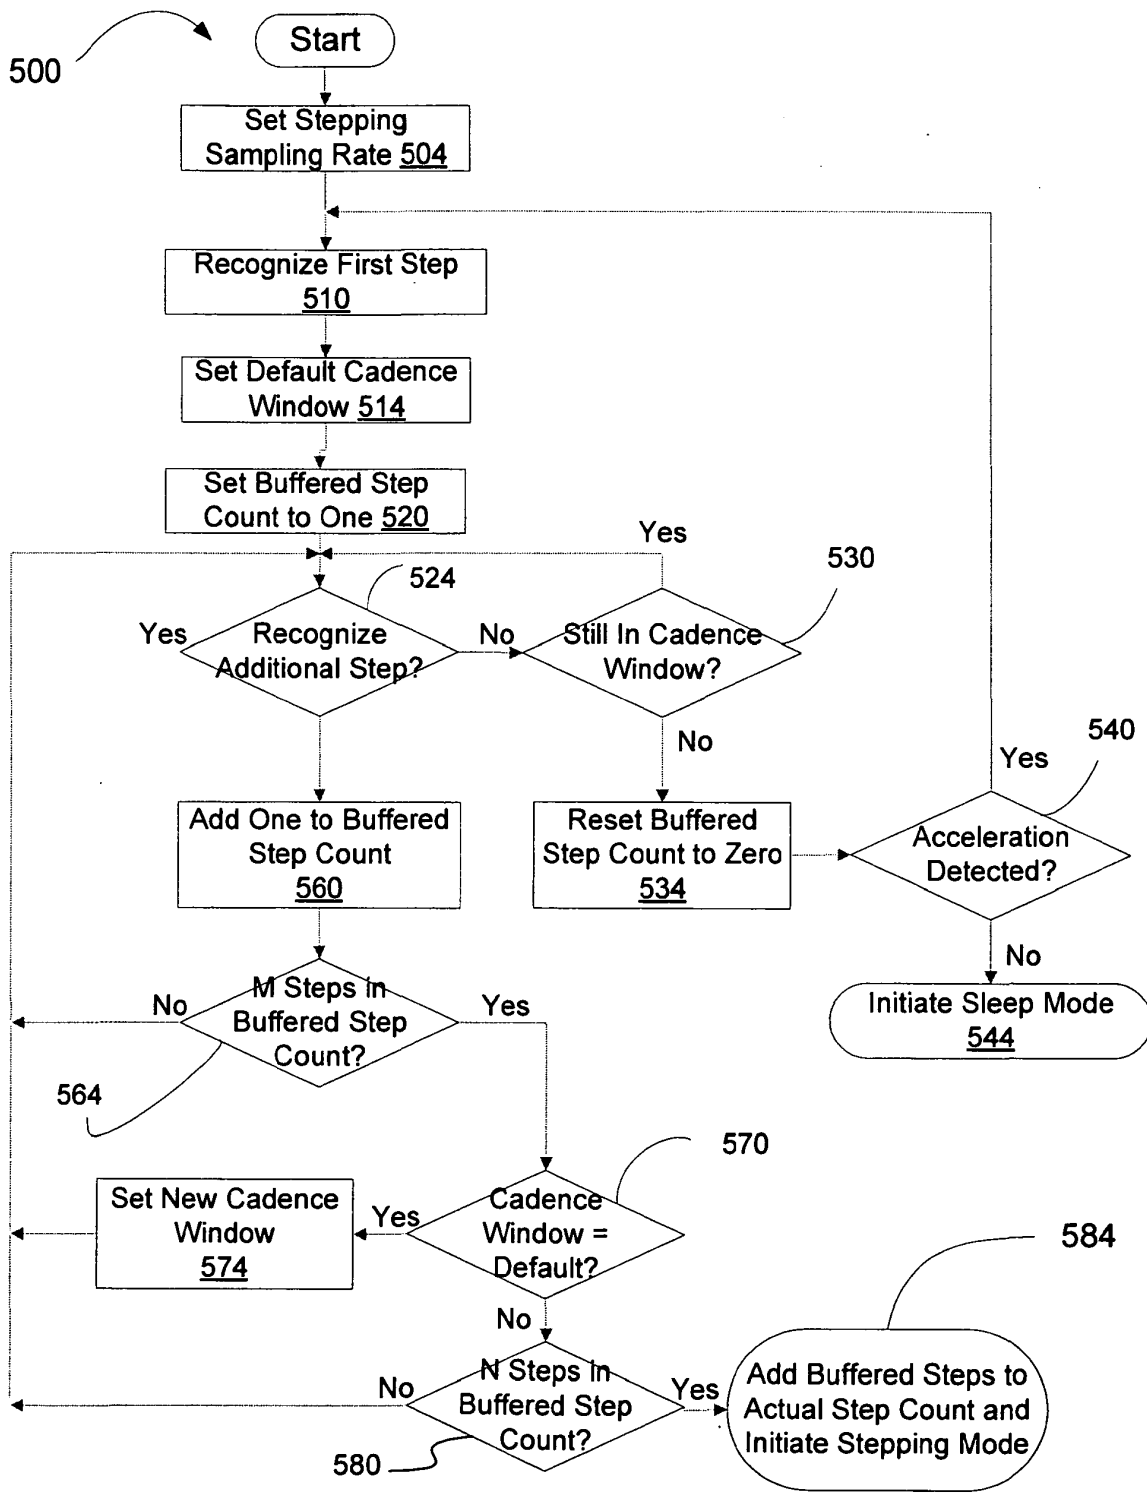 Start
500
Set Stepping
Sampling Rate 504
Recognize First Step
510
Set Default Cadence
Window 514
Set Buffered Step
Count to One 520
Yes
524
530
Yes
Recognize
Additional Step?
No
Still In Cadence
Window?
No
540
Yes
Add One to Buffered
Step Count
560
Reset Buffered
Step Count to Zero
534
Acceleration
Detected?
No
Initiate Sleep Mode
544
No
M Steps in
Buffered Step
Count?
Yes
564
570
Set New Cadence
Window
574
Yes
Cadence
Window =
Default?
584
No
No
N Steps in
Buffered Step
Count?
Yes
580
Add Buffered Steps to
Actual Step Count and
Initiate Stepping Mode